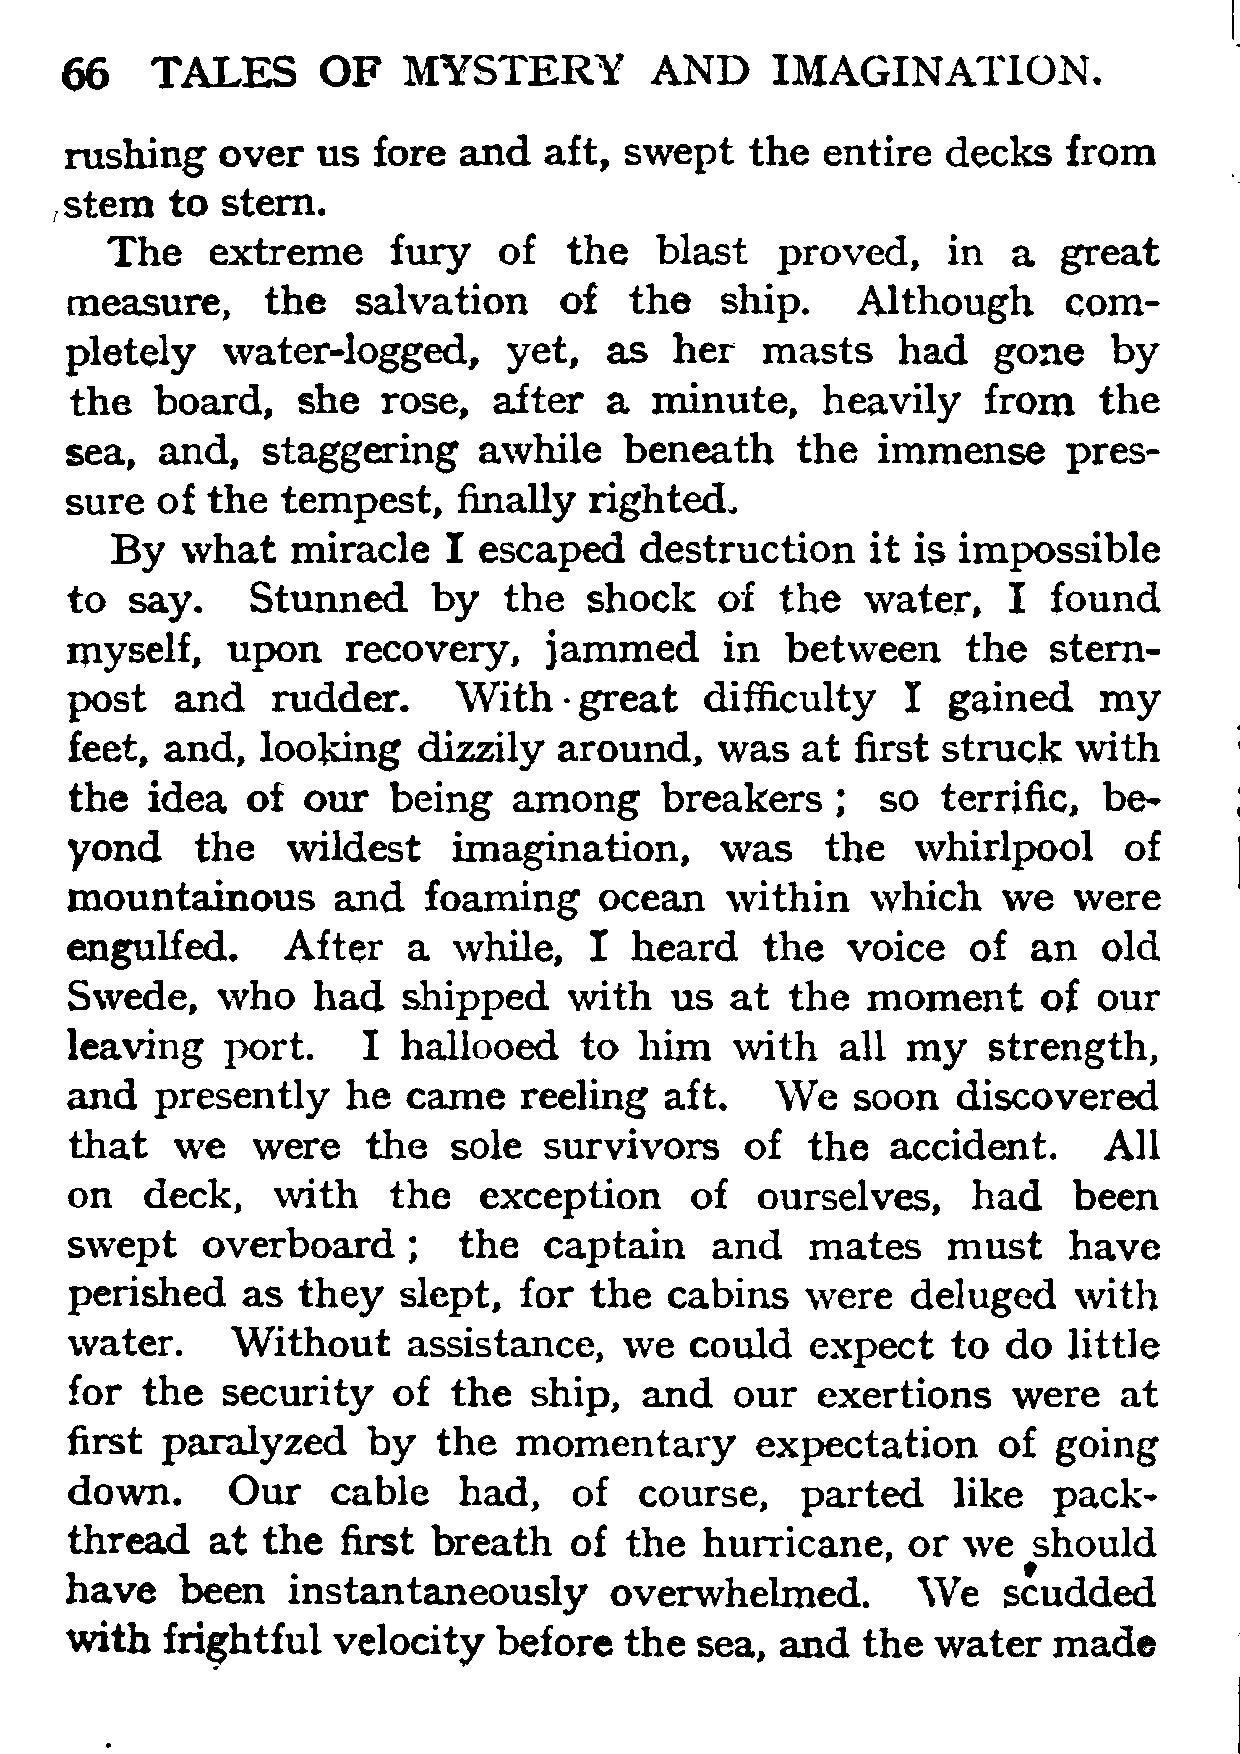 66 TALES OF MYSTERY AND IMAGINATION.
rushing over us fore and aft, swept the entire decks from
stem to stern.
The extreme fury of the blast proved, in a great
measure, the salvation of the ship. Although com-
pletely water-logged, yet, as her masts had gone by
the board, she rose, after a minute, heavily from the
sea, and, staggering awhile beneath the immense pres-
sure of the tempest, finally righted.
By what miracle I escaped destruction it is impossible
to say. Stunned by the shock of the water, I found
myself, upon recovery, jammed in between the stern-
post and rudder. With great difficulty I gained my
feet, and, looking dizzily around, was at first struck with
the idea of our being among breakers ; so terrific, be-
yond the wildest imagination, was the whirlpool of
mountainous and foaming ocean within which we were
engulfed. After a while, I heard the voice of an old
Swede, who had shipped with us at the moment of our
leaving port. I hallooed to him with all my strength,
and presently he came reeling aft. We soon discovered
that we were the sole survivors of the accident. All
on deck, with the exception of ourselves, had been
swept overboard ; the captain and mates must have
perished as they slept, for the cabins were deluged with
water. Without assistance, we could expect to do little
for the security of the ship, and our exertions were at
first paralyzed by the momentary expectation of going
down. Our cable had, of course, parted like pack-
thread at the first breath of the hurricane, or we should
have been instantaneously overwhelmed. We scudded
with frightful velocity before the sea, and the water made